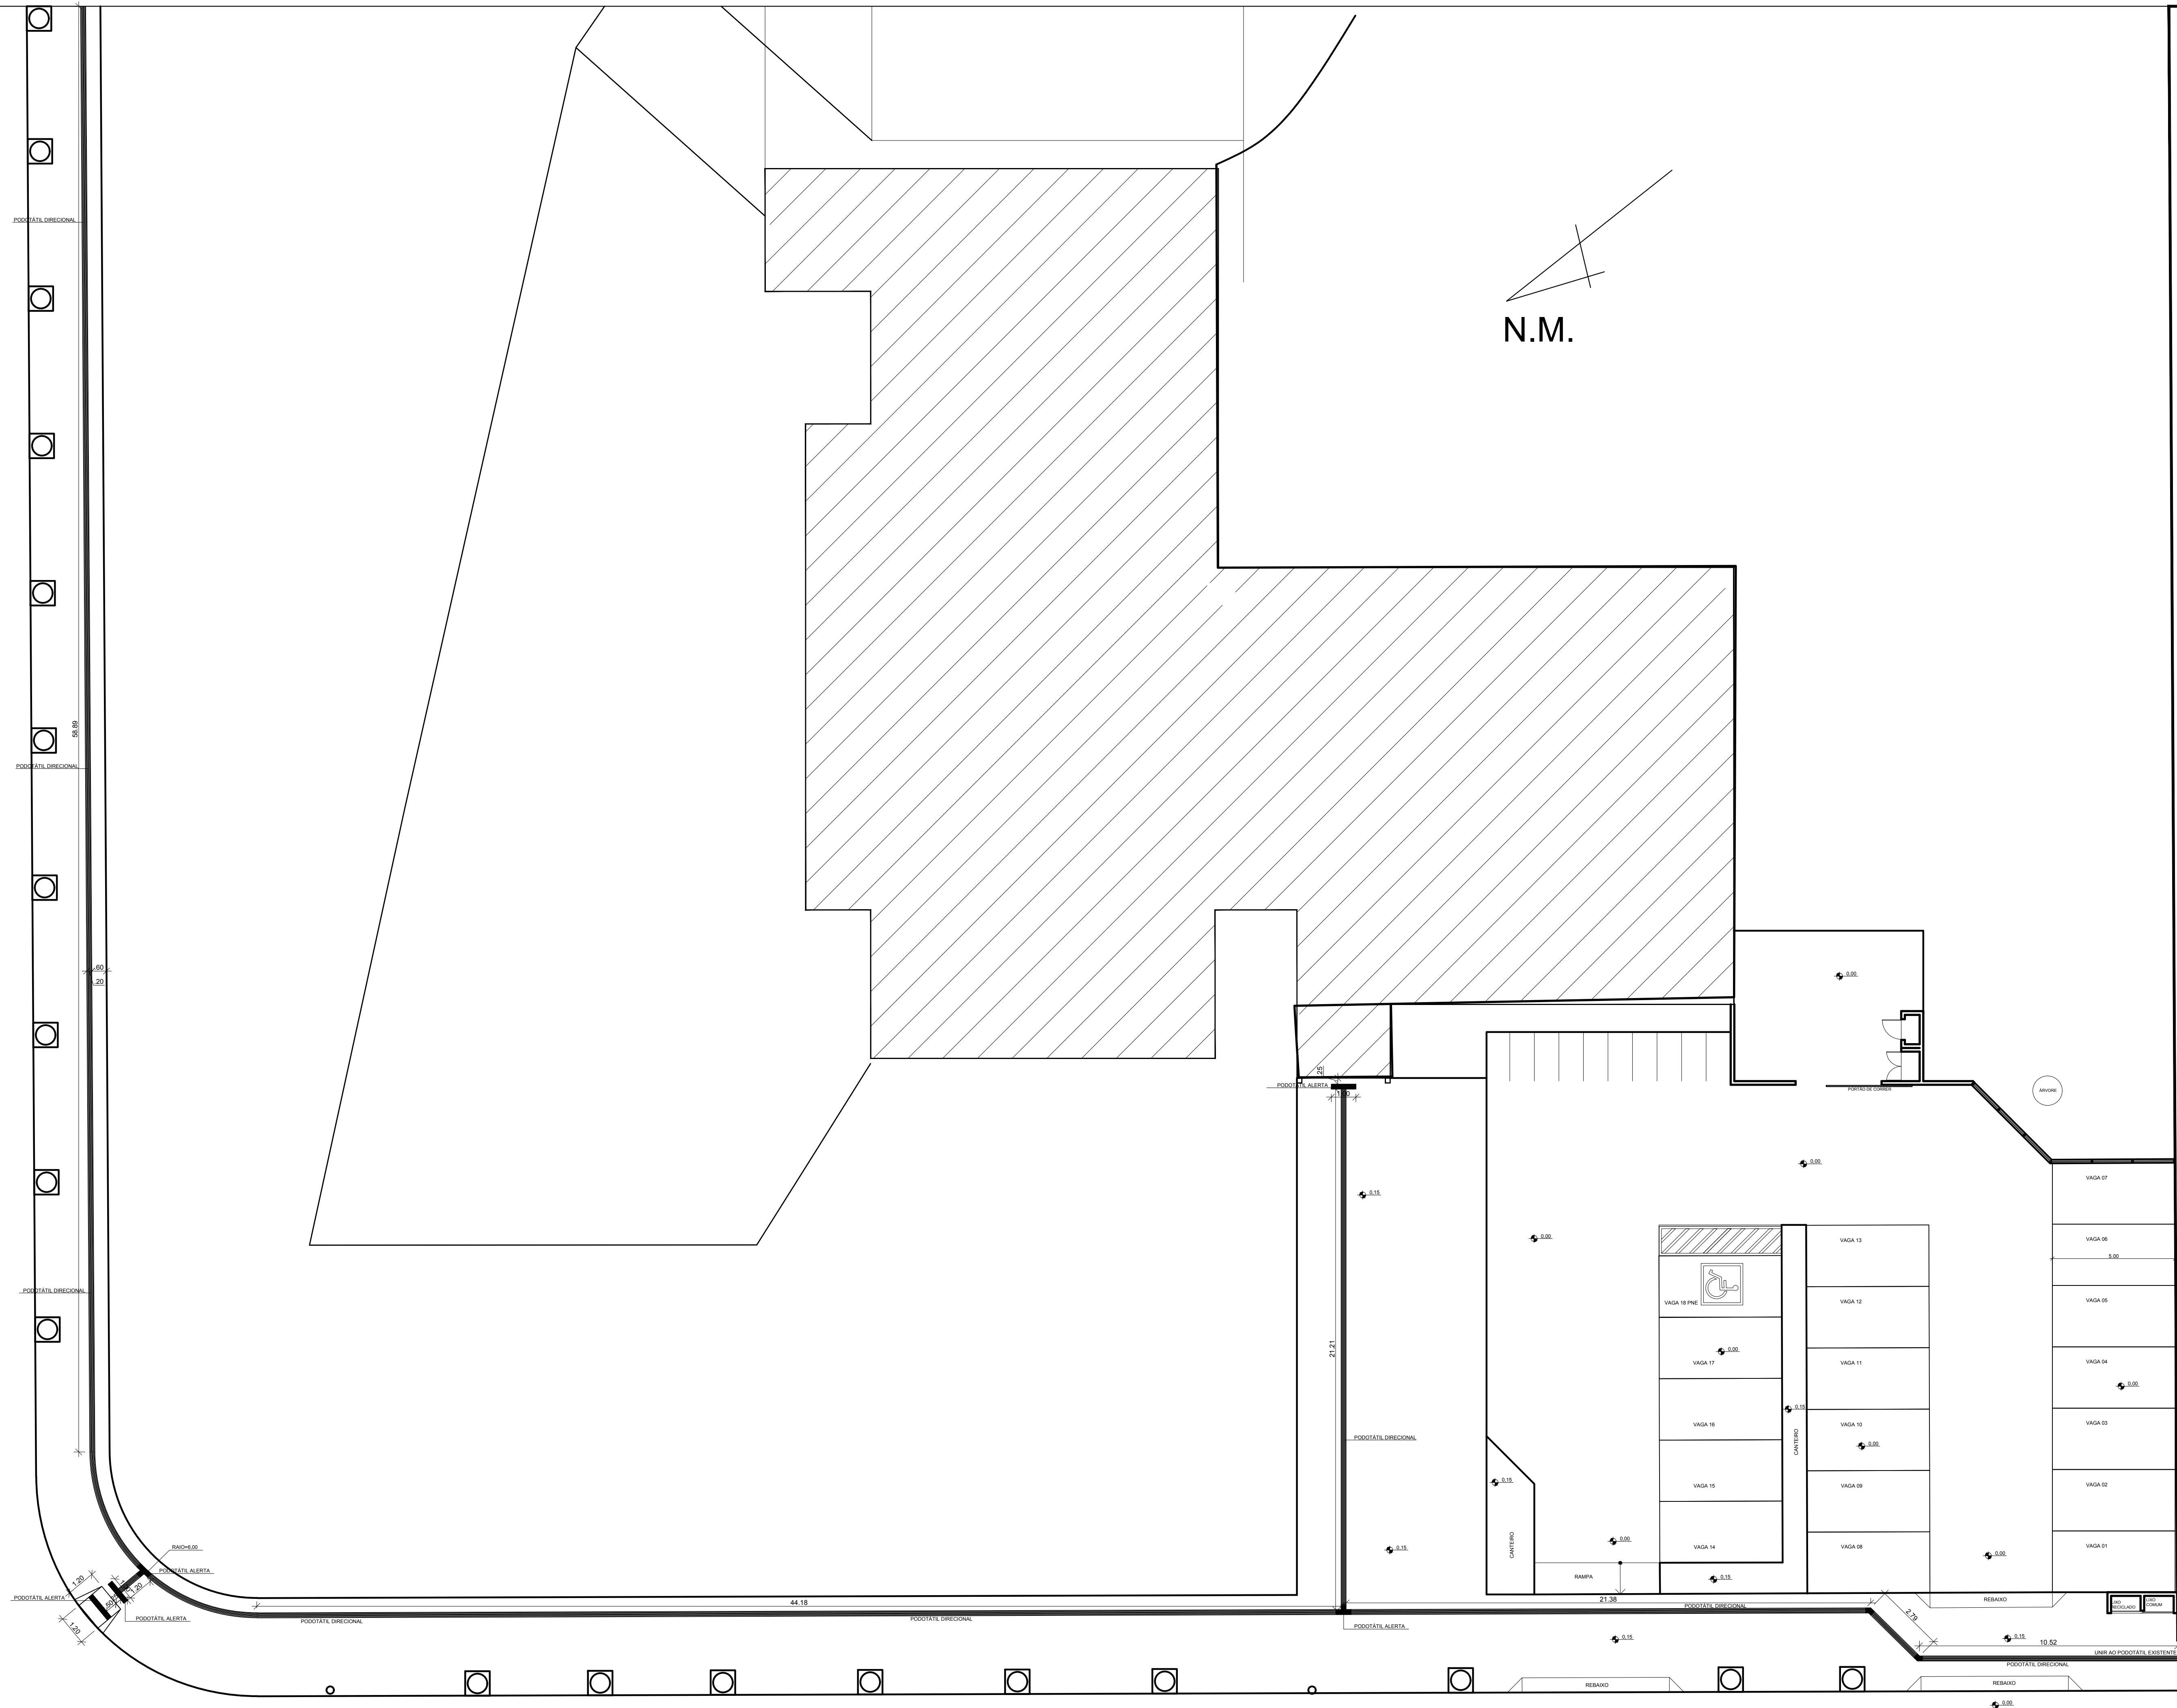 PODOTÁTIL DIRECIONAL
N.M.
58.89
PODOTÁTIL DIRECIONAL
.60
.20
0,00
.25
PODOTÁTIL ALERTA
PORTÃO DE CORRER
ÁRVORE
0,00
VAGA 07
0,15
0,00
VAGA 13
VAGA 06
5.00
PODOTÁTIL DIRECIONAL
VAGA 18 PNE
VAGA 12
VAGA 05
21.21
0,00
VAGA 17
VAGA 11
VAGA 04
0,00
0,15
PODOTÁTIL DIRECIONAL
VAGA 16
CANTEIRO
VAGA 10
0,00
VAGA 03
0,15
VAGA 15
VAGA 09
VAGA 02
CANTEIRO
0,00
RAIO=6,00
0,15
VAGA 14
VAGA 08
0,00
VAGA 01
PODOTÁTIL ALERTA
1.20
1.20
RAMPA
0,15
PODOTÁTIL ALERTA
44.18
21.38
REBAIXO
LIXO
RECICLADO
LIXO
COMUM
PODOTÁTIL DIRECIONAL
PODOTÁTIL ALERTA
PODOTÁTIL DIRECIONAL
PODOTÁTIL DIRECIONAL
2.79
1.20
PODOTÁTIL ALERTA
0,15
0,15
10.52
UNIR AO PODOTÁTIL EXISTENTE
PODOTÁTIL DIRECIONAL
REBAIXO
REBAIXO
0,00